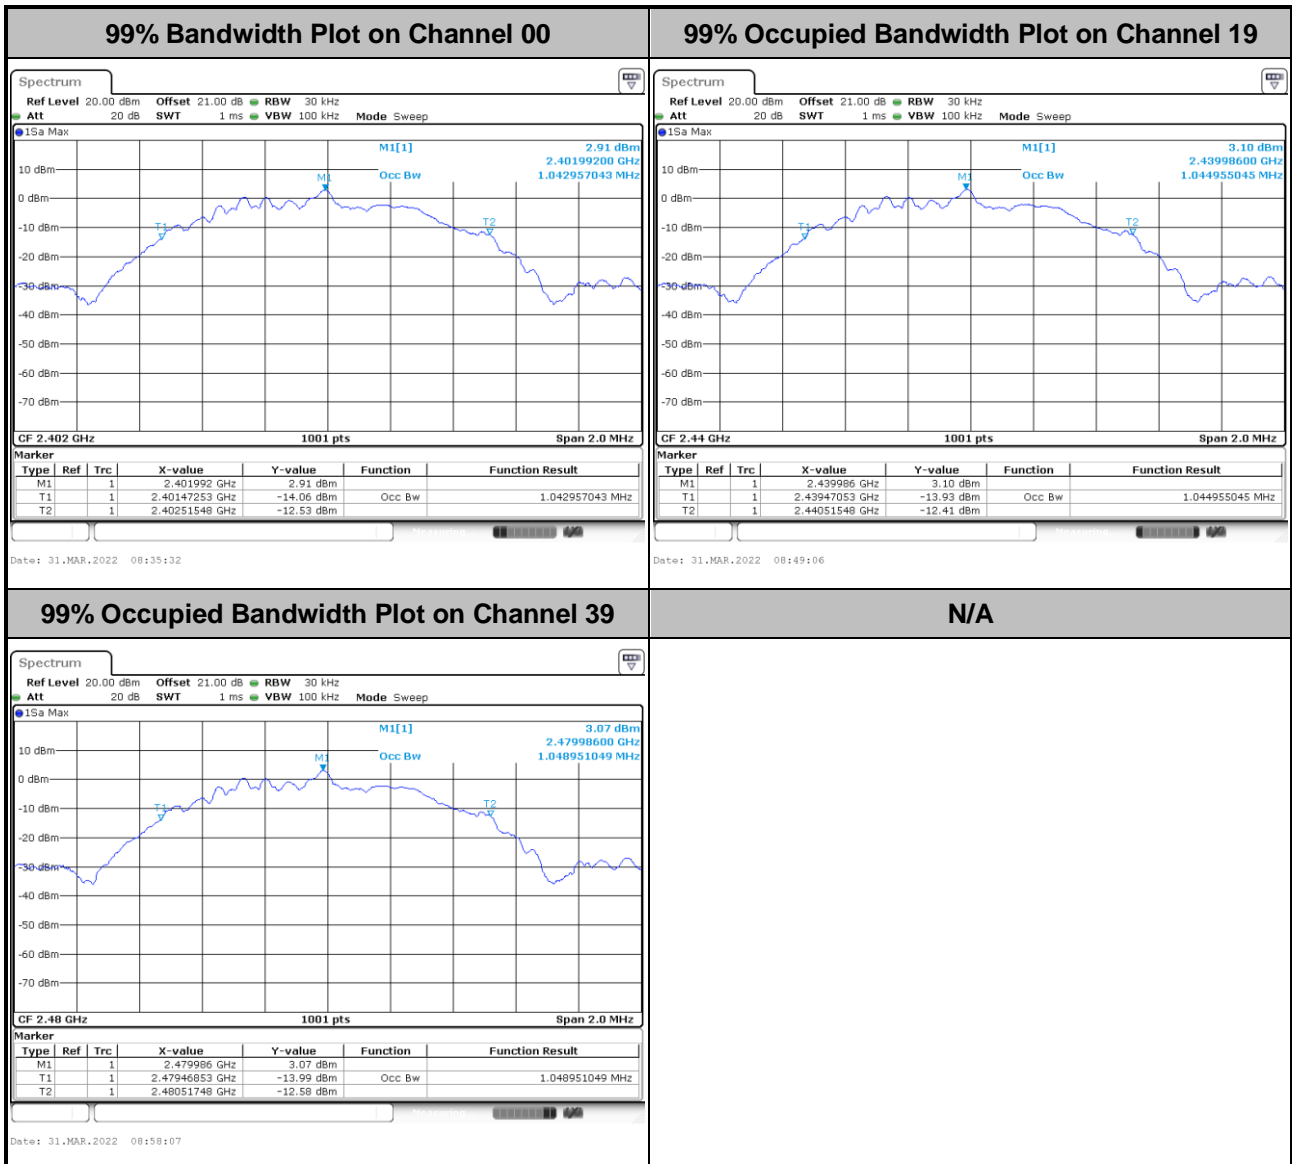 99% Bandwidth Plot on Channel 00
Spectrum
Ref Level 20.00 dBm Offset 21.00 dB RBW 30 kHz
Att 20 dB SWT 1 ms VBW 100 kHz Mode Sweep
1Sa Max
M1[1] 2.91 dBm
2.40199200 GHz
10 dBm
M1
Occ Bw 1.042957043 MHz
0 dBm
T1
T2
-10 dBm
-20 dBm
-30 dBm
-40 dBm
-50 dBm
-60 dBm
-70 dBm
CF 2.402 GHz 1001 pts Span 2.0 MHz
Marker
Type Ref Trc X-value Y-value Function Function Result
M1 1 2.401992 GHz 2.91 dBm
T1 1 2.40147253 GHz -14.06 dBm Occ Bw 1.042957043 MHz
T2 1 2.40251548 GHz -12.53 dBm
Measuring...
Date: 31.MAR.2022 08:35:32
99% Occupied Bandwidth Plot on Channel 19
Spectrum
Ref Level 20.00 dBm Offset 21.00 dB RBW 30 kHz
Att 20 dB SWT 1 ms VBW 100 kHz Mode Sweep
1Sa Max
M1[1] 3.10 dBm
2.43998600 GHz
10 dBm
M1
Occ Bw 1.044955045 MHz
0 dBm
T1
T2
-10 dBm
-20 dBm
-30 dBm
-40 dBm
-50 dBm
-60 dBm
-70 dBm
CF 2.44 GHz 1001 pts Span 2.0 MHz
Marker
Type Ref Trc X-value Y-value Function Function Result
M1 1 2.439986 GHz 3.10 dBm
T1 1 2.43947053 GHz -13.93 dBm Occ Bw 1.044955045 MHz
T2 1 2.44051548 GHz -12.41 dBm
Measuring...
Date: 31.MAR.2022 08:49:06
99% Occupied Bandwidth Plot on Channel 39
Spectrum
Ref Level 20.00 dBm Offset 21.00 dB RBW 30 kHz
Att 20 dB SWT 1 ms VBW 100 kHz Mode Sweep
1Sa Max
M1[1] 3.07 dBm
2.47998600 GHz
10 dBm
M1
Occ Bw 1.048951049 MHz
0 dBm
T1
T2
-10 dBm
-20 dBm
-30 dBm
-40 dBm
-50 dBm
-60 dBm
-70 dBm
CF 2.48 GHz 1001 pts Span 2.0 MHz
Marker
Type Ref Trc X-value Y-value Function Function Result
M1 1 2.479986 GHz 3.07 dBm
T1 1 2.47946853 GHz -13.99 dBm Occ Bw 1.048951049 MHz
T2 1 2.48051748 GHz -12.58 dBm
Measuring...
Date: 31.MAR.2022 08:58:07
N/A